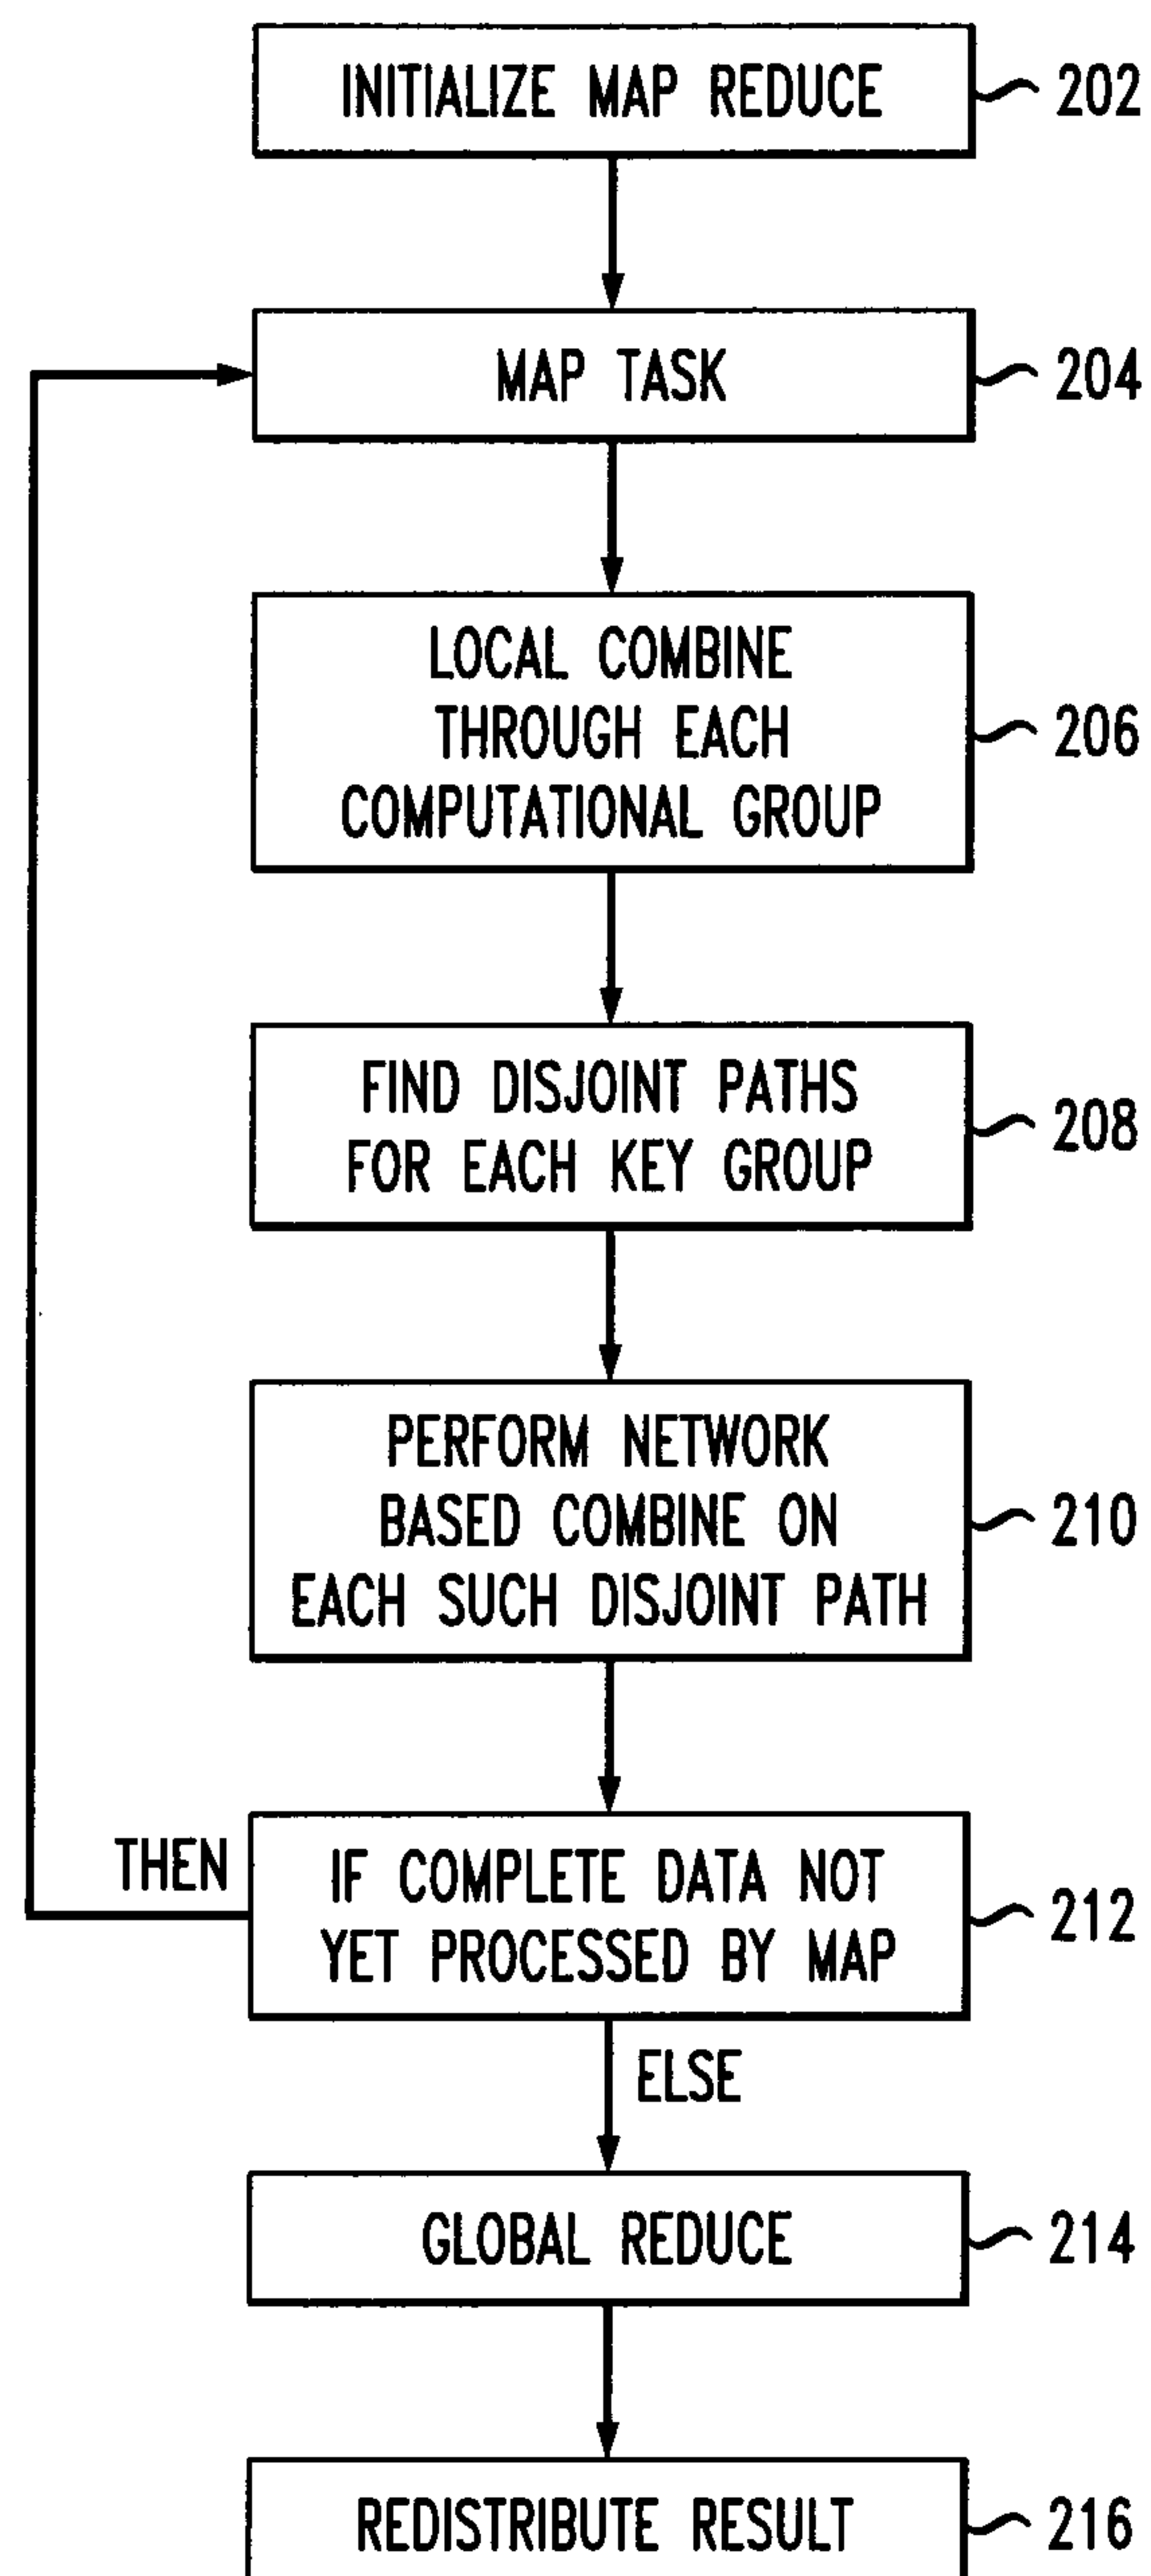 INITIALIZE MAP REDUCE
202
MAP TASK
204
LOCAL COMBINE
THROUGH EACH
COMPUTATIONAL GROUP
206
FIND DISJOINT PATHS
FOR EACH KEY GROUP
208
PERFORM NETWORK
BASED COMBINE ON
EACH SUCH DISJOINT PATH
210
THEN
IF COMPLETE DATA NOT
YET PROCESSED BY MAP
212
ELSE
GLOBAL REDUCE
214
REDISTRIBUTE RESULT
216